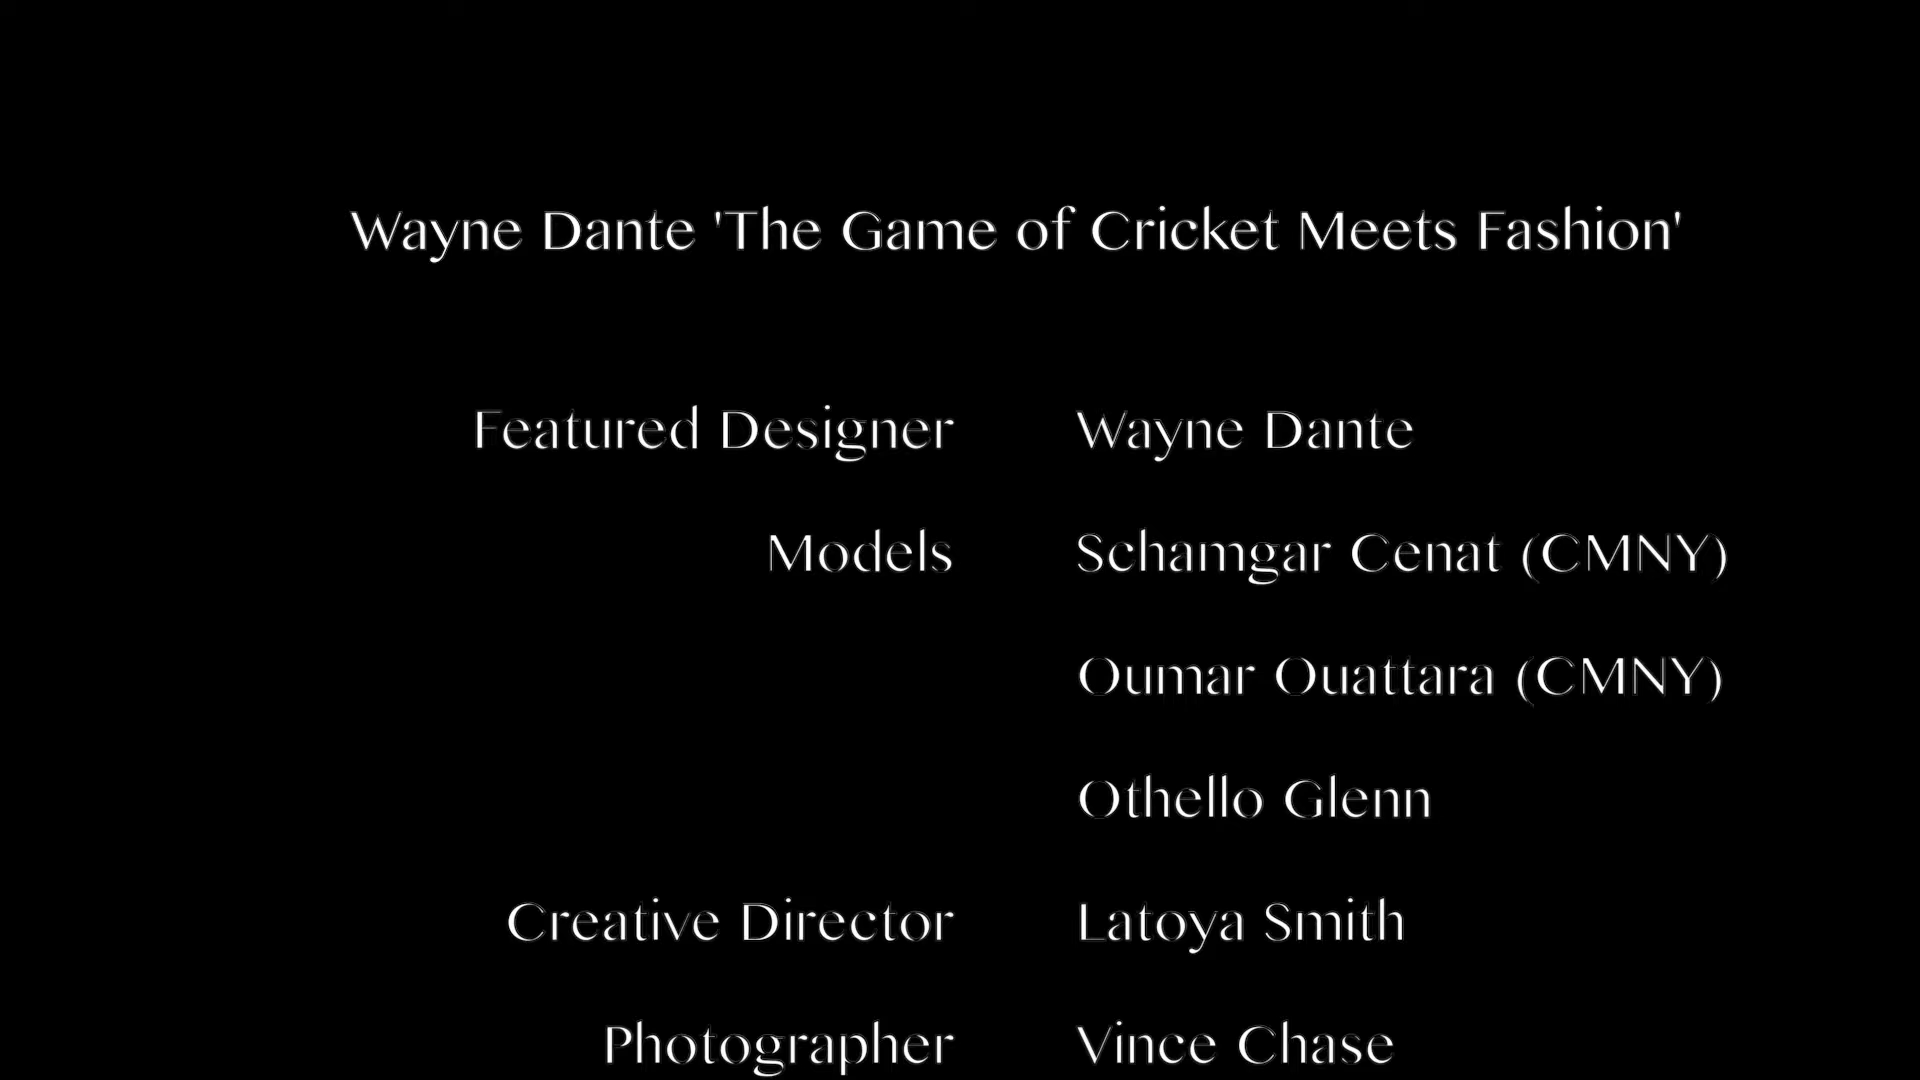 Wayne Dante 'The Game of Cricket Meets Fashion'
Featured Designer Wayne Dante
Models Schamgar Cenat (CMNY)
Oumar Ouattara (CMNY)
Othello Glenn
Creative Director Latoya Smith
Photographer Vince Chase